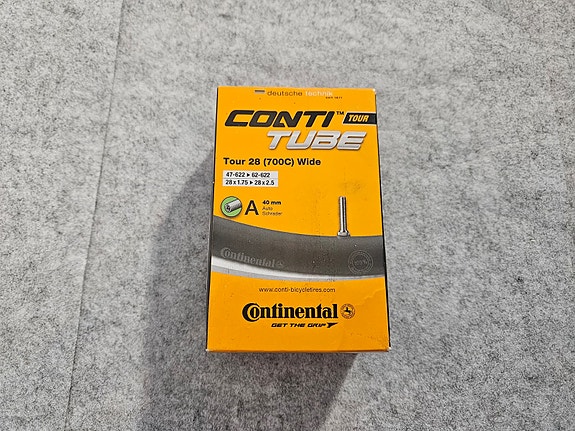 deutsche technik
CONTI™ TOUR
TUBE
Tour 28 (700C) Wide
47-622 ▸ 62-622
28 x 1.75 ▸ 28 x 2.5
A 40 mm
Auto
Schrader
Continental
www.conti-bicycletires.com
Continental
GET THE GRIP